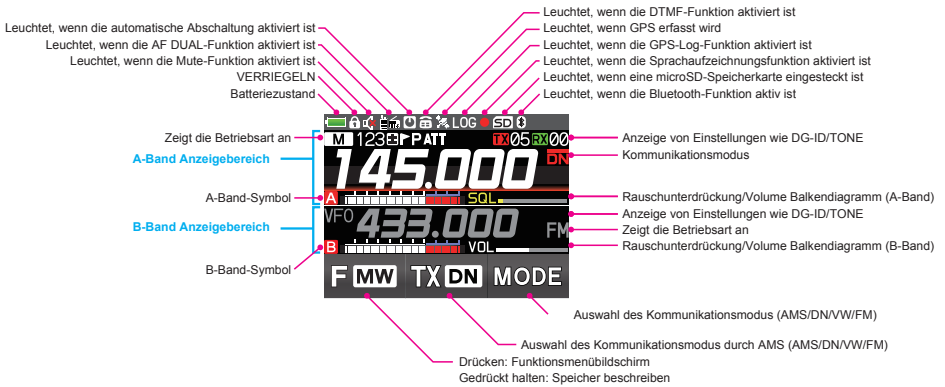 Leuchtet, wenn die DTMF-Funktion aktiviert ist
Leuchtet, wenn die automatische Abschaltung aktiviert ist
Leuchtet, wenn GPS erfasst wird
Leuchtet, wenn die AF DUAL-Funktion aktiviert ist
Leuchtet, wenn die GPS-Log-Funktion aktiviert ist
Leuchtet, wenn die Mute-Funktion aktiviert ist
Leuchtet, wenn die Sprachaufzeichnungsfunktion aktiviert ist
VERRIEGELN
Leuchtet, wenn eine microSD-Speicherkarte eingesteckt ist
Batteriezustand
Leuchtet, wenn die Bluetooth-Funktion aktiv ist
LOG SD
Zeigt die Betriebsart an
M 123 P ATT TX 05 RX 00
Anzeige von Einstellungen wie DG-ID/TONE
A-Band Anzeigebereich
145.000 DN
Kommunikationsmodus
A-Band-Symbol
A SQL
Rauschunterdrückung/Volume Balkendiagramm (A-Band)
Anzeige von Einstellungen wie DG-ID/TONE
B-Band Anzeigebereich
VFO 433.000 FM
Zeigt die Betriebsart an
B VOL
Rauschunterdrückung/Volume Balkendiagramm (B-Band)
B-Band-Symbol
F MW TX DN MODE
Auswahl des Kommunikationsmodus (AMS/DN/VW/FM)
Auswahl des Kommunikationsmodus durch AMS (AMS/DN/VW/FM)
Drücken: Funktionsmenübildschirm
Gedrückt halten: Speicher beschreiben